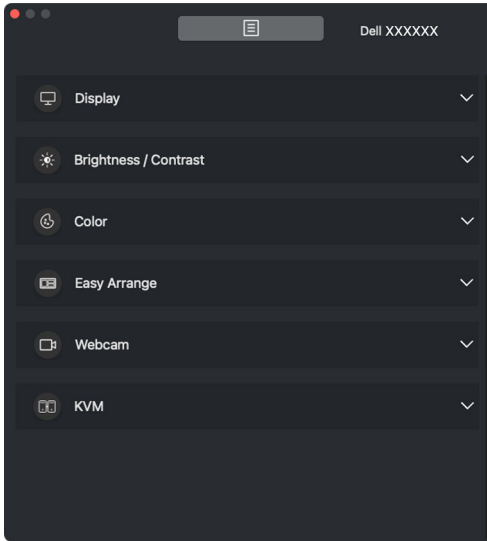 Dell XXXXXX
Display
Brightness / Contrast
Color
Easy Arrange
Webcam
KVM